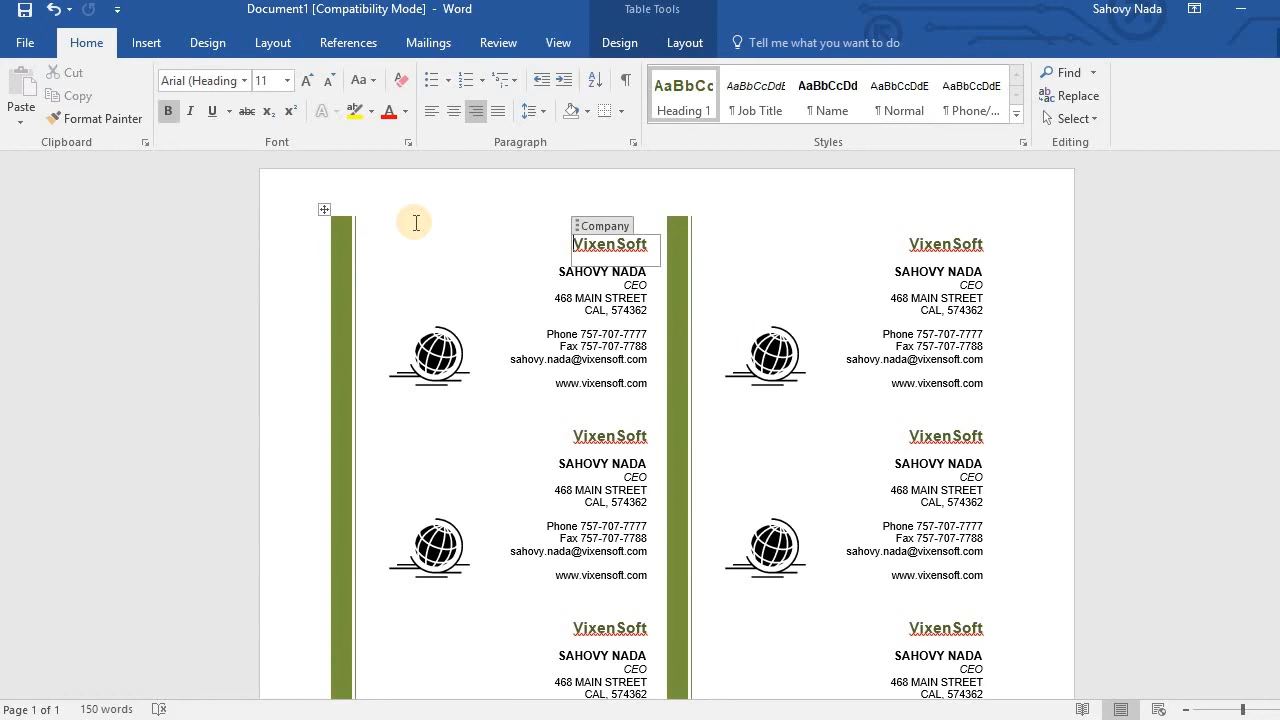 Document1 [Compatibility Mode] - Word
Table Tools
Sahovy Nada
File Home Insert Design Layout References Mailings Review View Design Layout Tell me what you want to do
Paste
Cut
Copy
Format Painter
Clipboard
Arial (Heading 11
Aa
B I U abc x₂ x² A A
Font
Paragraph
AaBbCc AaBbCcDdE AaBbCcDd AaBbCcDdE AaBbCcDdE
Heading 1 ¶ Job Title ¶ Name ¶ Normal ¶ Phone/...
Styles
Find
Replace
Select
Editing
Company
VixenSoft
SAHOVY NADA
CEO
468 MAIN STREET
CAL, 574362
Phone 757-707-7777
Fax 757-707-7788
sahovy.nada@vixensoft.com
www.vixensoft.com
VixenSoft
SAHOVY NADA
CEO
468 MAIN STREET
CAL, 574362
Phone 757-707-7777
Fax 757-707-7788
sahovy.nada@vixensoft.com
www.vixensoft.com
VixenSoft
SAHOVY NADA
CEO
468 MAIN STREET
CAL, 574362
Phone 757-707-7777
Fax 757-707-7788
sahovy.nada@vixensoft.com
www.vixensoft.com
VixenSoft
SAHOVY NADA
CEO
468 MAIN STREET
CAL, 574362
Phone 757-707-7777
Fax 757-707-7788
sahovy.nada@vixensoft.com
www.vixensoft.com
VixenSoft
SAHOVY NADA
CEO
468 MAIN STREET
CAL, 574362
VixenSoft
SAHOVY NADA
CEO
468 MAIN STREET
CAL, 574362
Page 1 of 1 150 words